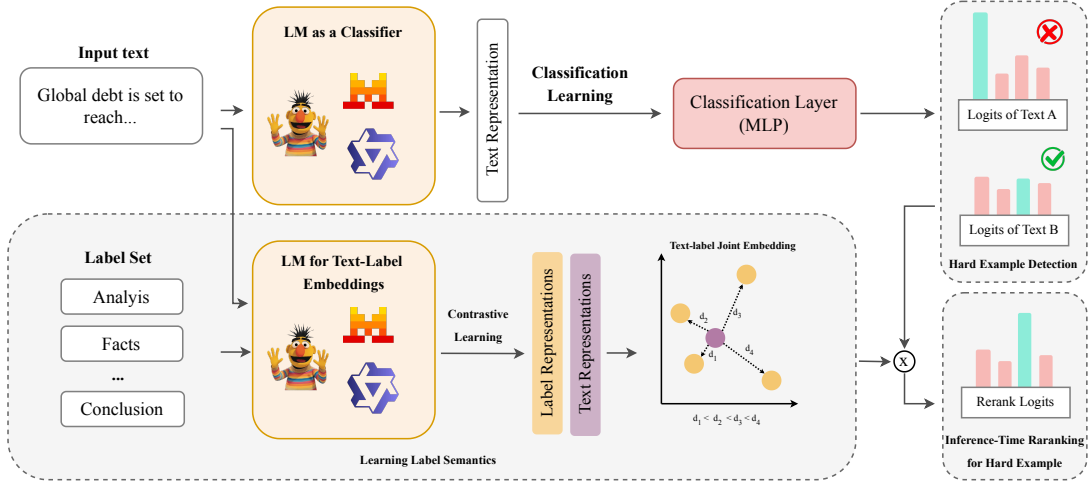 Input text
Global debt is set to
reach...
LM as a Classifier
Text Representation
Classification
Learning
Classification Layer
(MLP)
Logits of Text A
Logits of Text B
Hard Example Detection
Label Set
Analyis
Facts
...
Conclusion
LM for Text-Label
Embeddings
Contrastive
Learning
Label Representations
Text Representations
Text-label Joint Embedding
d2
d3
d1
d4
d1 < d2 < d3 < d4
Learning Label Semantics
X
Rerank Logits
Inference-Time Raranking
for Hard Example